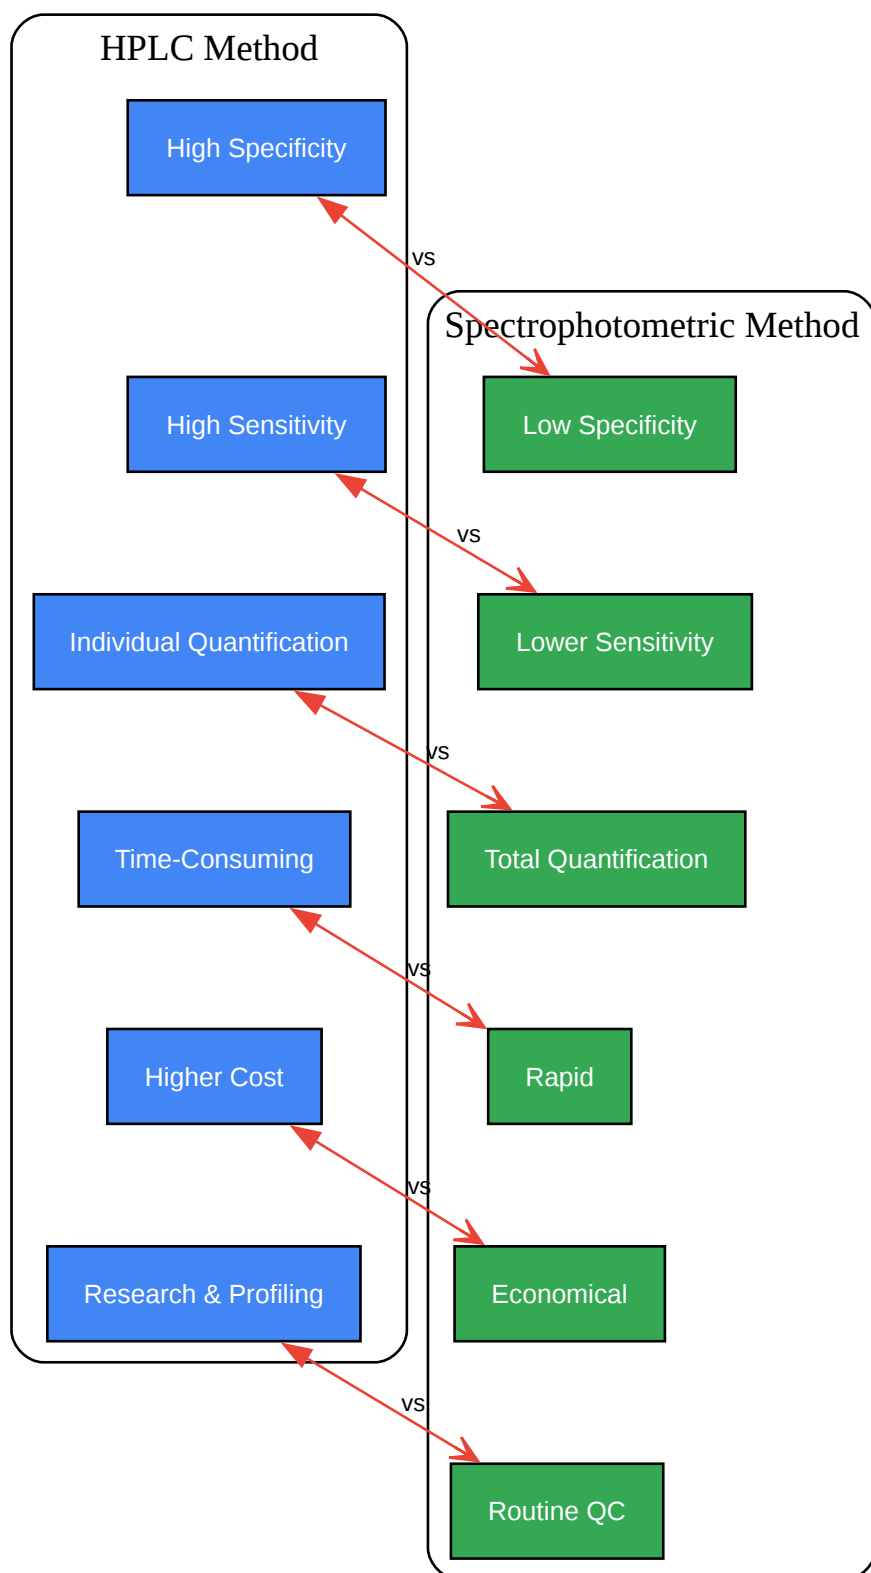 HPLC Method
High Specificity
vs
Spectrophotometric Method
High Sensitivity
Low Specificity
vs
Individual Quantification
Lower Sensitivity
vs
Time-Consuming
Total Quantification
vs
Higher Cost
Rapid
vs
Research & Profiling
Economical
vs
Routine QC